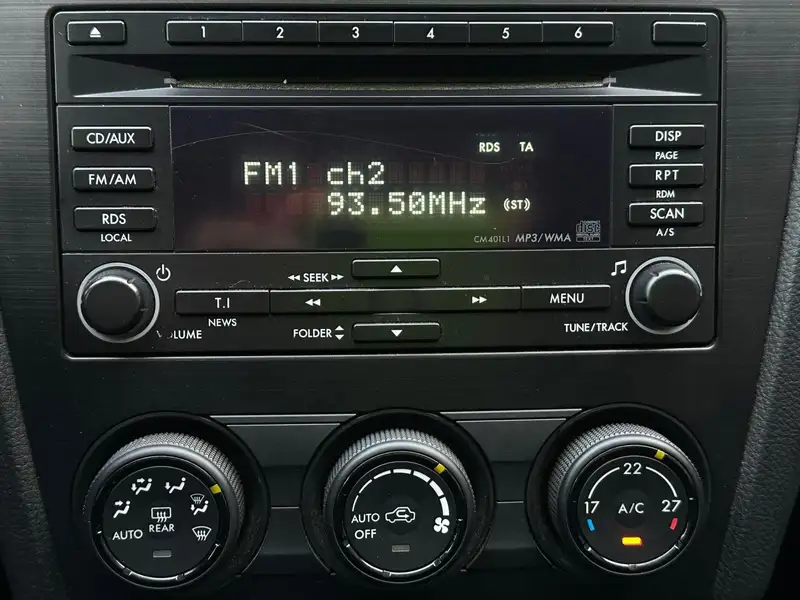 1 2 3 4 5 6
CD/AUX
FM/AM
RDS
LOCAL
RDS TA
FM1 ch2
93.50MHz (ST)
CM401L1 MP3/WMA
DISC
DISP
PAGE
RPT
RDM
SCAN
A/S
SEEK
T.I
NEWS
MENU
VOLUME
FOLDER
TUNE/TRACK
AUTO
REAR
AUTO
OFF
22
17 A/C 27